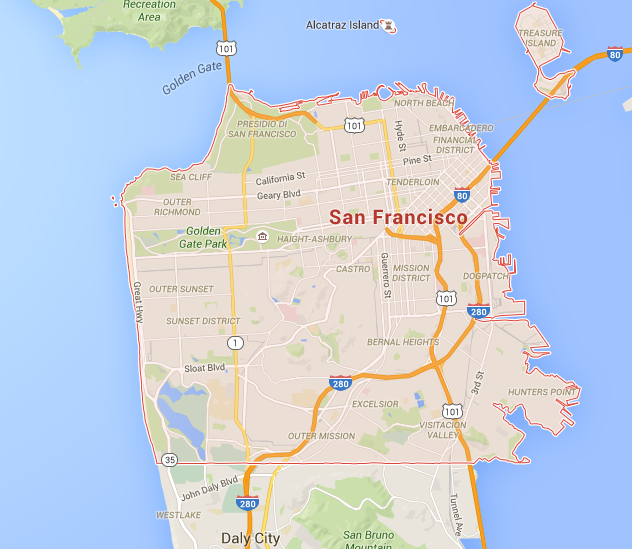 Recreation
Area
Alcatraz Island
TREASURE
ISLAND
101
80
Golden Gate
NORTH BEACH
PRESIDIO DI
SAN FRANCISCO
101
Hyde St
EMBARCADERO
FINANCIAL
DISTRICT
Pine St
SEA CLIFF
California St
TENDERLOIN
Geary Blvd
80
OUTER
RICHMOND
San Francisco
Golden
Gate Park
HAIGHT-ASHBURY
CASTRO
Guerrero St
MISSION
DISTRICT
DOGPATCH
Great Hwy
OUTER SUNSET
101
280
SUNSET DISTRICT
1
BERNAL HEIGHTS
Sloat Blvd
280
3rd St
HUNTERS POINT
EXCELSIOR
101
VISITACION
VALLEY
OUTER MISSION
35
John Daly Blvd
280
Tunnel Ave
WESTLAKE
Daly City
San Bruno
Mountain